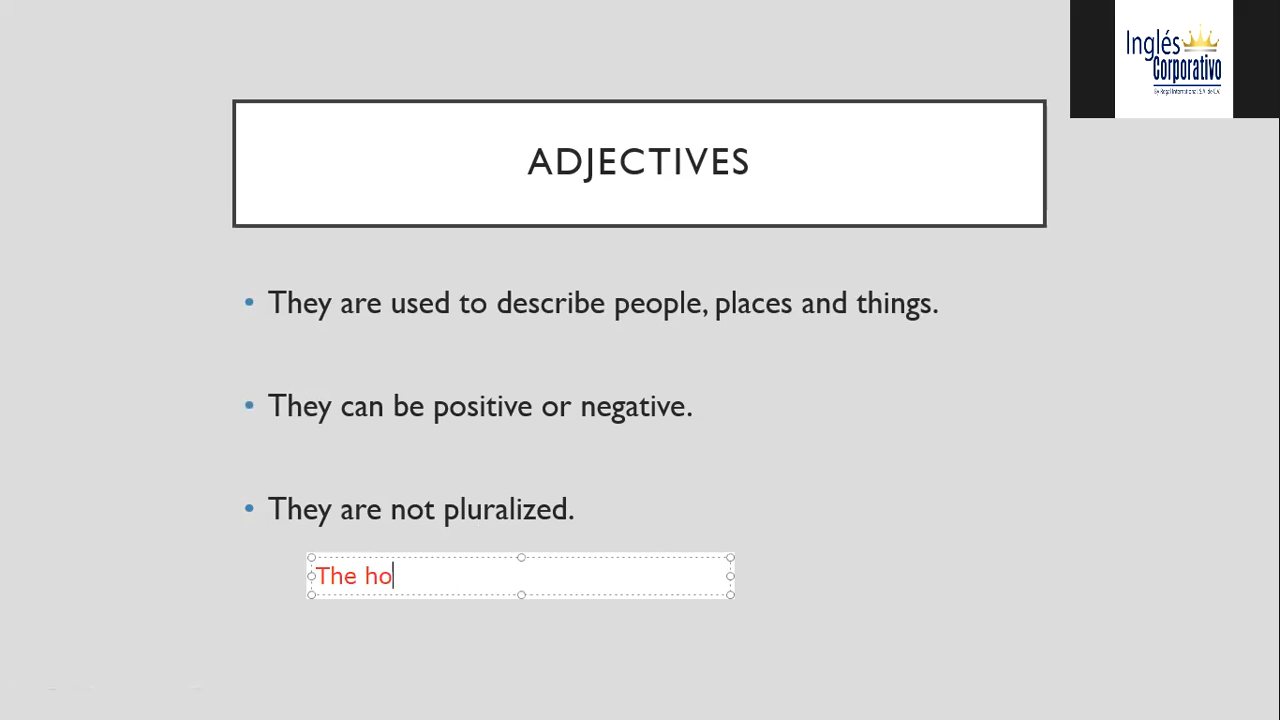 Inglés
Corporativo
ADJECTIVES
• They are used to describe people, places and things.
• They can be positive or negative.
• They are not pluralized.
The ho